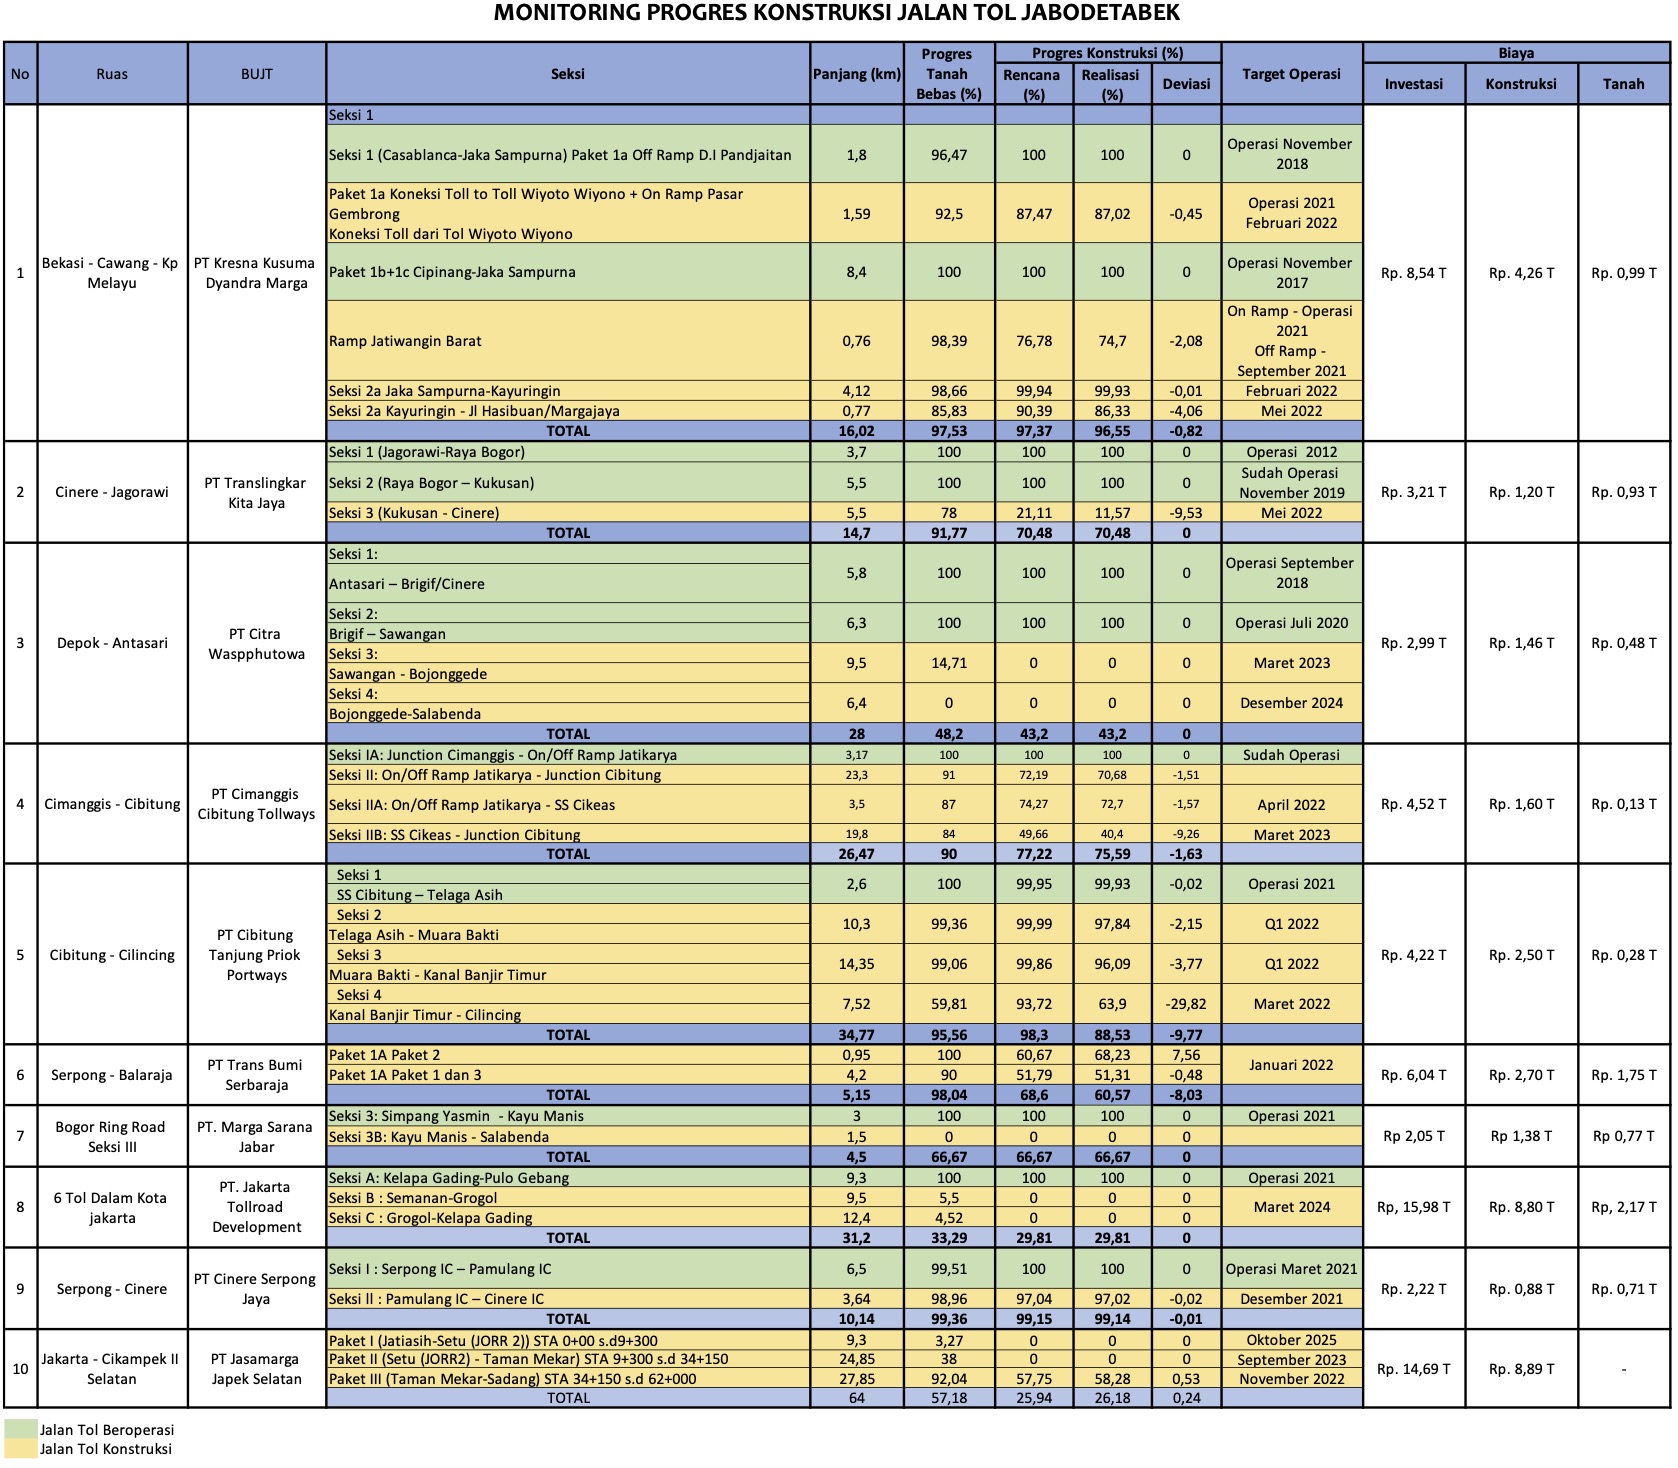 MONITORING PROGRES KONSTRUKSI JALAN TOL JABODETABEK
No Ruas BUJT Seksi Panjang (km) Progres Tanah Bebas (%) Progres Konstruksi (%) Target Operasi Biaya
Rencana (%) Realisasi (%) Deviasi Investasi Konstruksi Tanah
1 Bekasi - Cawang - Kp Melayu PT Kresna Kusuma Dyandra Marga Rp. 8,54 T Rp. 4,26 T Rp. 0,99 T
Seksi 1
Seksi 1 (Casablanca-Jaka Sampurna) Paket 1a Off Ramp D.I Pandjaitan 1,8 96,47 100 100 0 Operasi November 2018
Paket 1a Koneksi Toll to Toll Wiyoto Wiyono + On Ramp Pasar
Gembrong
Koneksi Toll dari Tol Wiyoto Wiyono 1,59 92,5 87,47 87,02 -0,45 Operasi 2021 Februari 2022
Paket 1b+1c Cipinang-Jaka Sampurna 8,4 100 100 100 0 Operasi November 2017
Ramp Jatiwangin Barat 0,76 98,39 76,78 74,7 -2,08 On Ramp - Operasi 2021 Off Ramp - September 2021
Seksi 2a Jaka Sampurna-Kayuringin 4,12 98,66 99,94 99,93 -0,01 Februari 2022
Seksi 2a Kayuringin - Jl Hasibuan/Margajaya 0,77 85,83 90,39 86,33 -4,06 Mei 2022
TOTAL 16,02 97,53 97,37 96,55 -0,82
2 Cinere - Jagorawi PT Translingkar Kita Jaya Rp. 3,21 T Rp. 1,20 T Rp. 0,93 T
Seksi 1 (Jagorawi-Raya Bogor) 3,7 100 100 100 0 Operasi 2012
Seksi 2 (Raya Bogor – Kukusan) 5,5 100 100 100 0 Sudah Operasi November 2019
Seksi 3 (Kukusan - Cinere) 5,5 78 21,11 11,57 -9,53 Mei 2022
TOTAL 14,7 91,77 70,48 70,48 0
3 Depok - Antasari PT Citra Waspphutowa Rp. 2,99 T Rp. 1,46 T Rp. 0,48 T
Seksi 1:
Antasari – Brigif/Cinere 5,8 100 100 100 0 Operasi September 2018
Seksi 2:
Brigif – Sawangan 6,3 100 100 100 0 Operasi Juli 2020
Seksi 3:
Sawangan - Bojonggede 9,5 14,71 0 0 0 Maret 2023
Seksi 4:
Bojonggede-Salabenda 6,4 0 0 0 0 Desember 2024
TOTAL 28 48,2 43,2 43,2 0
4 Cimanggis - Cibitung PT Cimanggis Cibitung Tollways Rp. 4,52 T Rp. 1,60 T Rp. 0,13 T
Seksi IA: Junction Cimanggis - On/Off Ramp Jatikarya 3,17 100 100 100 0 Sudah Operasi
Seksi II: On/Off Ramp Jatikarya - Junction Cibitung 23,3 91 72,19 70,68 -1,51
Seksi IIA: On/Off Ramp Jatikarya - SS Cikeas 3,5 87 74,27 72,7 -1,57 April 2022
Seksi IIB: SS Cikeas - Junction Cibitung 19,8 84 49,66 40,4 -9,26 Maret 2023
TOTAL 26,47 90 77,22 75,59 -1,63
5 Cibitung - Cilincing PT Cibitung Tanjung Priok Portways Rp. 4,22 T Rp. 2,50 T Rp. 0,28 T
Seksi 1
SS Cibitung – Telaga Asih 2,6 100 99,95 99,93 -0,02 Operasi 2021
Seksi 2
Telaga Asih - Muara Bakti 10,3 99,36 99,99 97,84 -2,15 Q1 2022
Seksi 3
Muara Bakti - Kanal Banjir Timur 14,35 99,06 99,86 96,09 -3,77 Q1 2022
Seksi 4
Kanal Banjir Timur - Cilincing 7,52 59,81 93,72 63,9 -29,82 Maret 2022
TOTAL 34,77 95,56 98,3 88,53 -9,77
6 Serpong - Balaraja PT Trans Bumi Serbaraja Rp. 6,04 T Rp. 2,70 T Rp. 1,75 T
Paket 1A Paket 2 0,95 100 60,67 68,23 7,56 Januari 2022
Paket 1A Paket 1 dan 3 4,2 90 51,79 51,31 -0,48
TOTAL 5,15 98,04 68,6 60,57 -8,03
7 Bogor Ring Road Seksi III PT. Marga Sarana Jabar Rp 2,05 T Rp 1,38 T Rp 0,77 T
Seksi 3: Simpang Yasmin - Kayu Manis 3 100 100 100 0 Operasi 2021
Seksi 3B: Kayu Manis - Salabenda 1,5 0 0 0 0
TOTAL 4,5 66,67 66,67 66,67 0
8 6 Tol Dalam Kota jakarta PT. Jakarta Tollroad Development Rp, 15,98 T Rp. 8,80 T Rp, 2,17 T
Seksi A: Kelapa Gading-Pulo Gebang 9,3 100 100 100 0 Operasi 2021
Seksi B : Semanan-Grogol 9,5 5,5 0 0 0 Maret 2024
Seksi C : Grogol-Kelapa Gading 12,4 4,52 0 0 0
TOTAL 31,2 33,29 29,81 29,81 0
9 Serpong - Cinere PT Cinere Serpong Jaya Rp. 2,22 T Rp. 0,88 T Rp. 0,71 T
Seksi I : Serpong IC – Pamulang IC 6,5 99,51 100 100 0 Operasi Maret 2021
Seksi II : Pamulang IC – Cinere IC 3,64 98,96 97,04 97,02 -0,02 Desember 2021
TOTAL 10,14 99,36 99,15 99,14 -0,01
10 Jakarta - Cikampek II Selatan PT Jasamarga Japek Selatan Rp. 14,69 T Rp. 8,89 T -
Paket I (Jatiasih-Setu (JORR 2)) STA 0+00 s.d9+300 9,3 3,27 0 0 0 Oktober 2025
Paket II (Setu (JORR2) - Taman Mekar) STA 9+300 s.d 34+150 24,85 38 0 0 0 September 2023
Paket III (Taman Mekar-Sadang) STA 34+150 s.d 62+000 27,85 92,04 57,75 58,28 0,53 November 2022
TOTAL 64 57,18 25,94 26,18 0,24
Jalan Tol Beroperasi
Jalan Tol Konstruksi